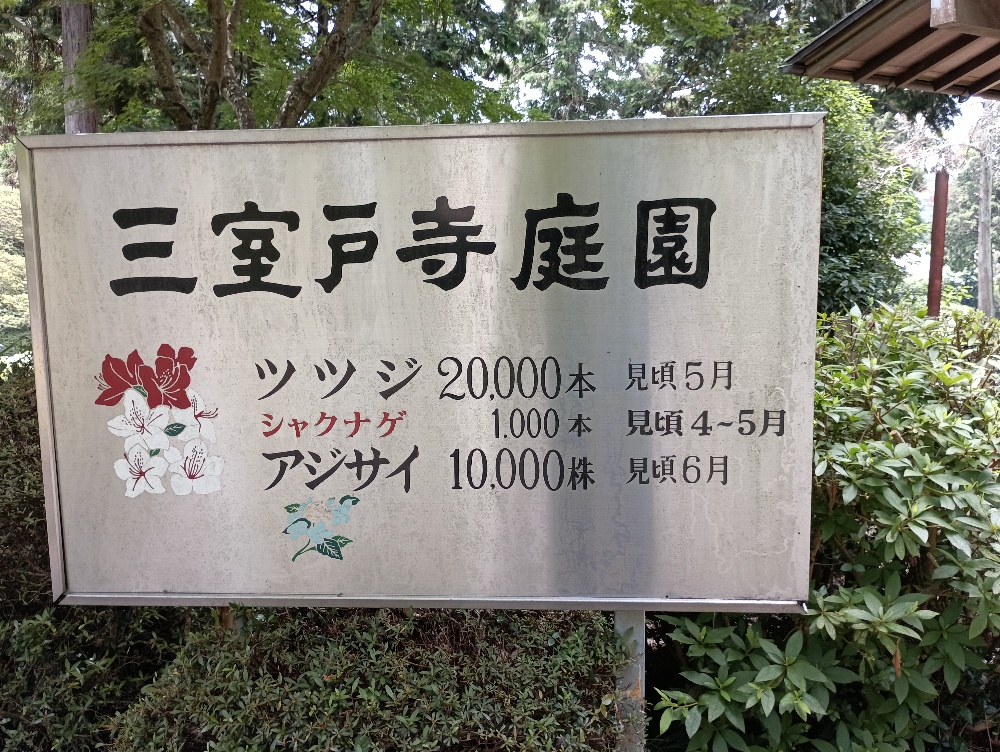 三室戸寺庭園
ツツジ 20,000本 見頃5月
シャクナゲ 1.000本 見頃4~5月
アジサイ 10,000株 見頃6月